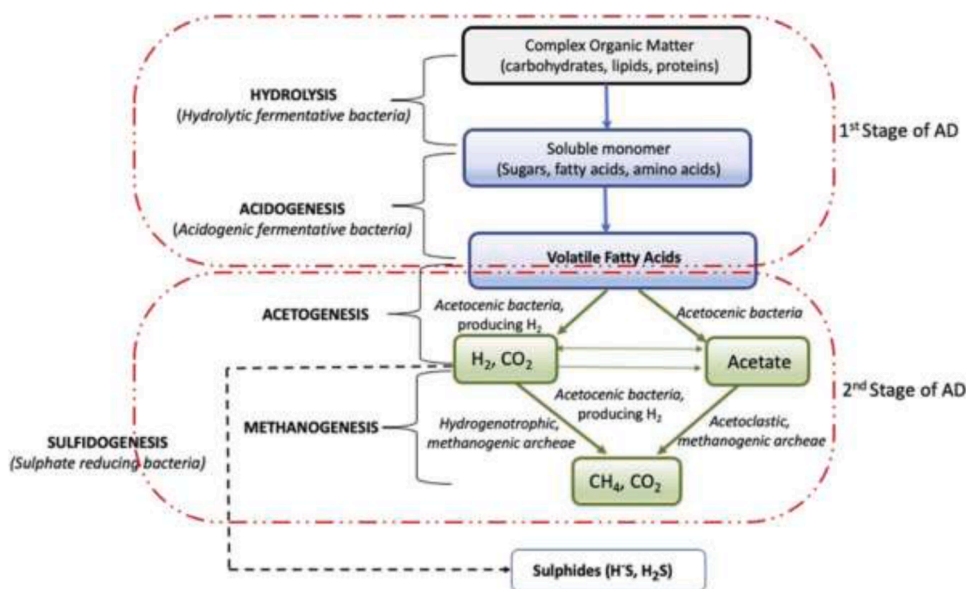 Complex Organic Matter
(carbohydrates, lipids, proteins)
HYDROLYSIS
(Hydrolytic fermentative bacteria)
1st Stage of AD
Soluble monomer
(Sugars, fatty acids, amino acids)
ACIDOGENESIS
(Acidogenic fermentative bacteria)
Volatile Fatty Acids
ACETOGENESIS
Acetocenic bacteria,
producing H₂
Acetocenic bacteria
H₂, CO₂
Acetate
2nd Stage of AD
METHANOGENESIS
Hydrogenotrophic,
methanogenic archeae
Acetocenic bacteria,
producing H₂
Acetoclastic,
methanogenic archeae
SULFIDOGENESIS
(Sulphate reducing bacteria)
CH₄, CO₂
Sulphides (H⁻S, H₂S)